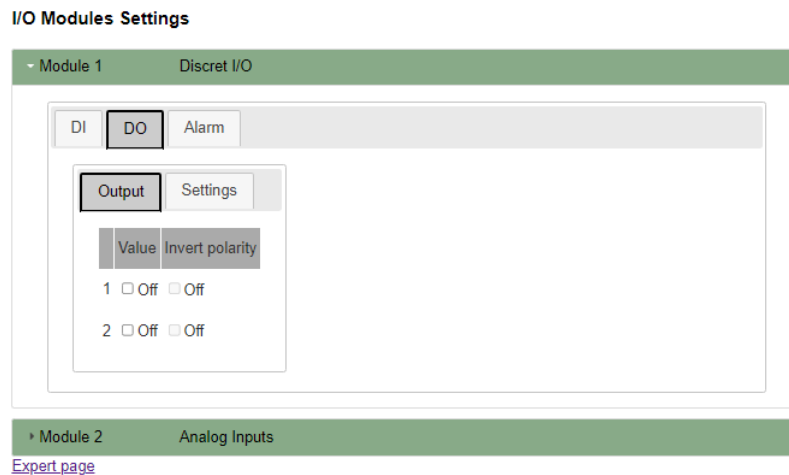 I/O Modules Settings
Module 1 Discret I/O
DI DO Alarm
Output Settings
Value Invert polarity
1 Off Off
2 Off Off
Module 2 Analog Inputs
Expert page